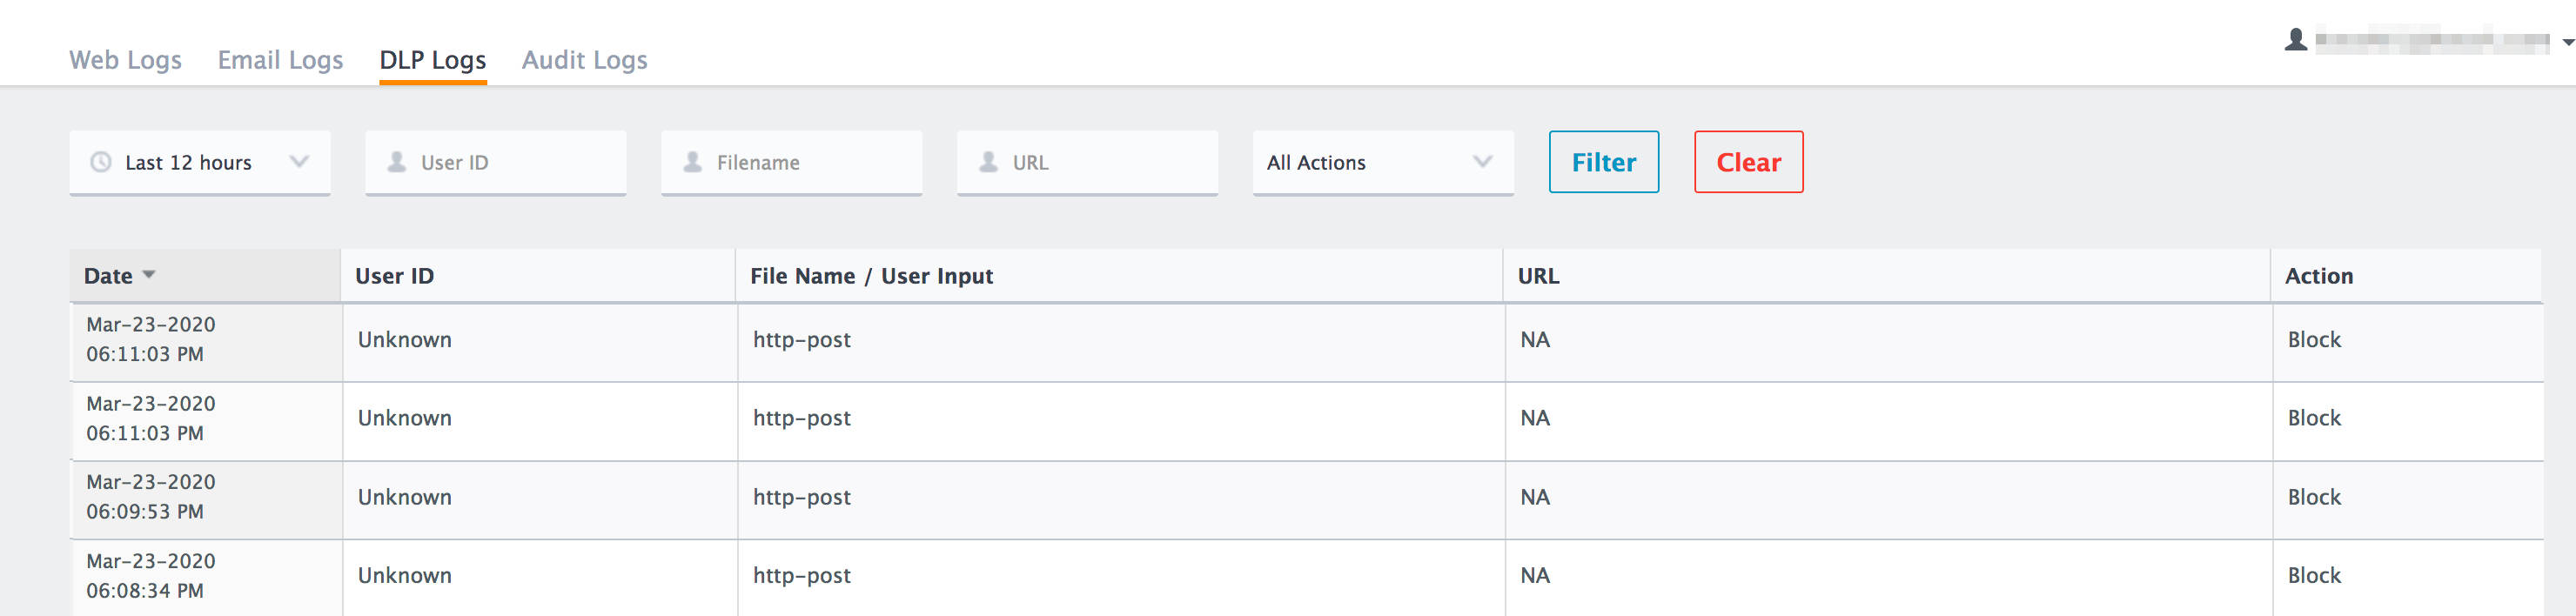 Web Logs Email Logs DLP Logs Audit Logs
Last 12 hours User ID Filename URL All Actions Filter Clear
Date User ID File Name / User Input URL Action
Mar-23-2020
06:11:03 PM Unknown http-post NA Block
Mar-23-2020
06:11:03 PM Unknown http-post NA Block
Mar-23-2020
06:09:53 PM Unknown http-post NA Block
Mar-23-2020
06:08:34 PM Unknown http-post NA Block